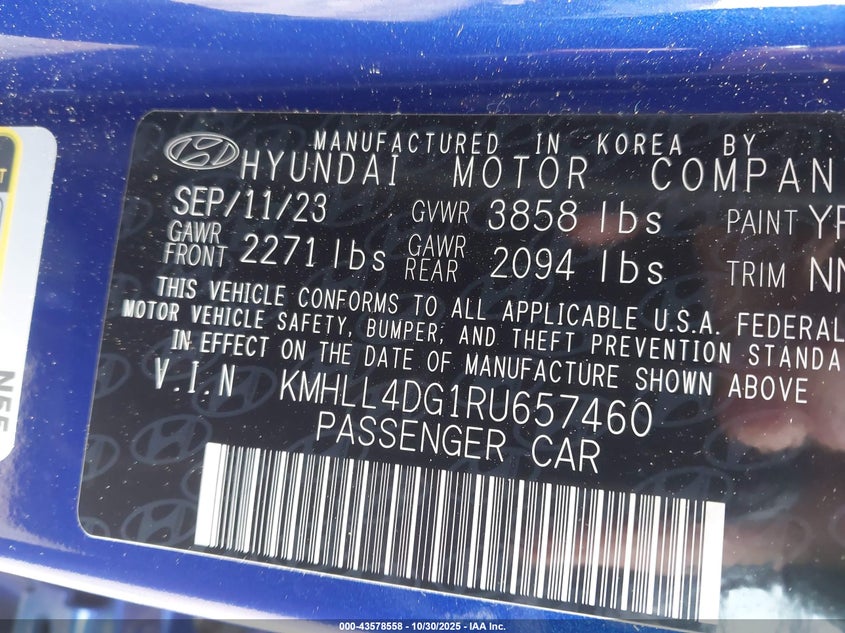 MANUFACTURED IN KOREA BY
HYUNDAI MOTOR COMPAN
SEP/11/23 GVWR 3858 lbs PAINT YP
GAWR FRONT 2271 lbs GAWR REAR 2094 lbs TRIM NN
THIS VEHICLE CONFORMS TO ALL APPLICABLE U.S.A. FEDERAL
MOTOR VEHICLE SAFETY, BUMPER, AND THEFT PREVENTION STANDA
IN EFFECT ON THE DATE OF MANUFACTURE SHOWN ABOVE
V.I.N KMHLL4DG1RU657460
PASSENGER CAR
000-43578558 - 10/30/2025 - IAA Inc.